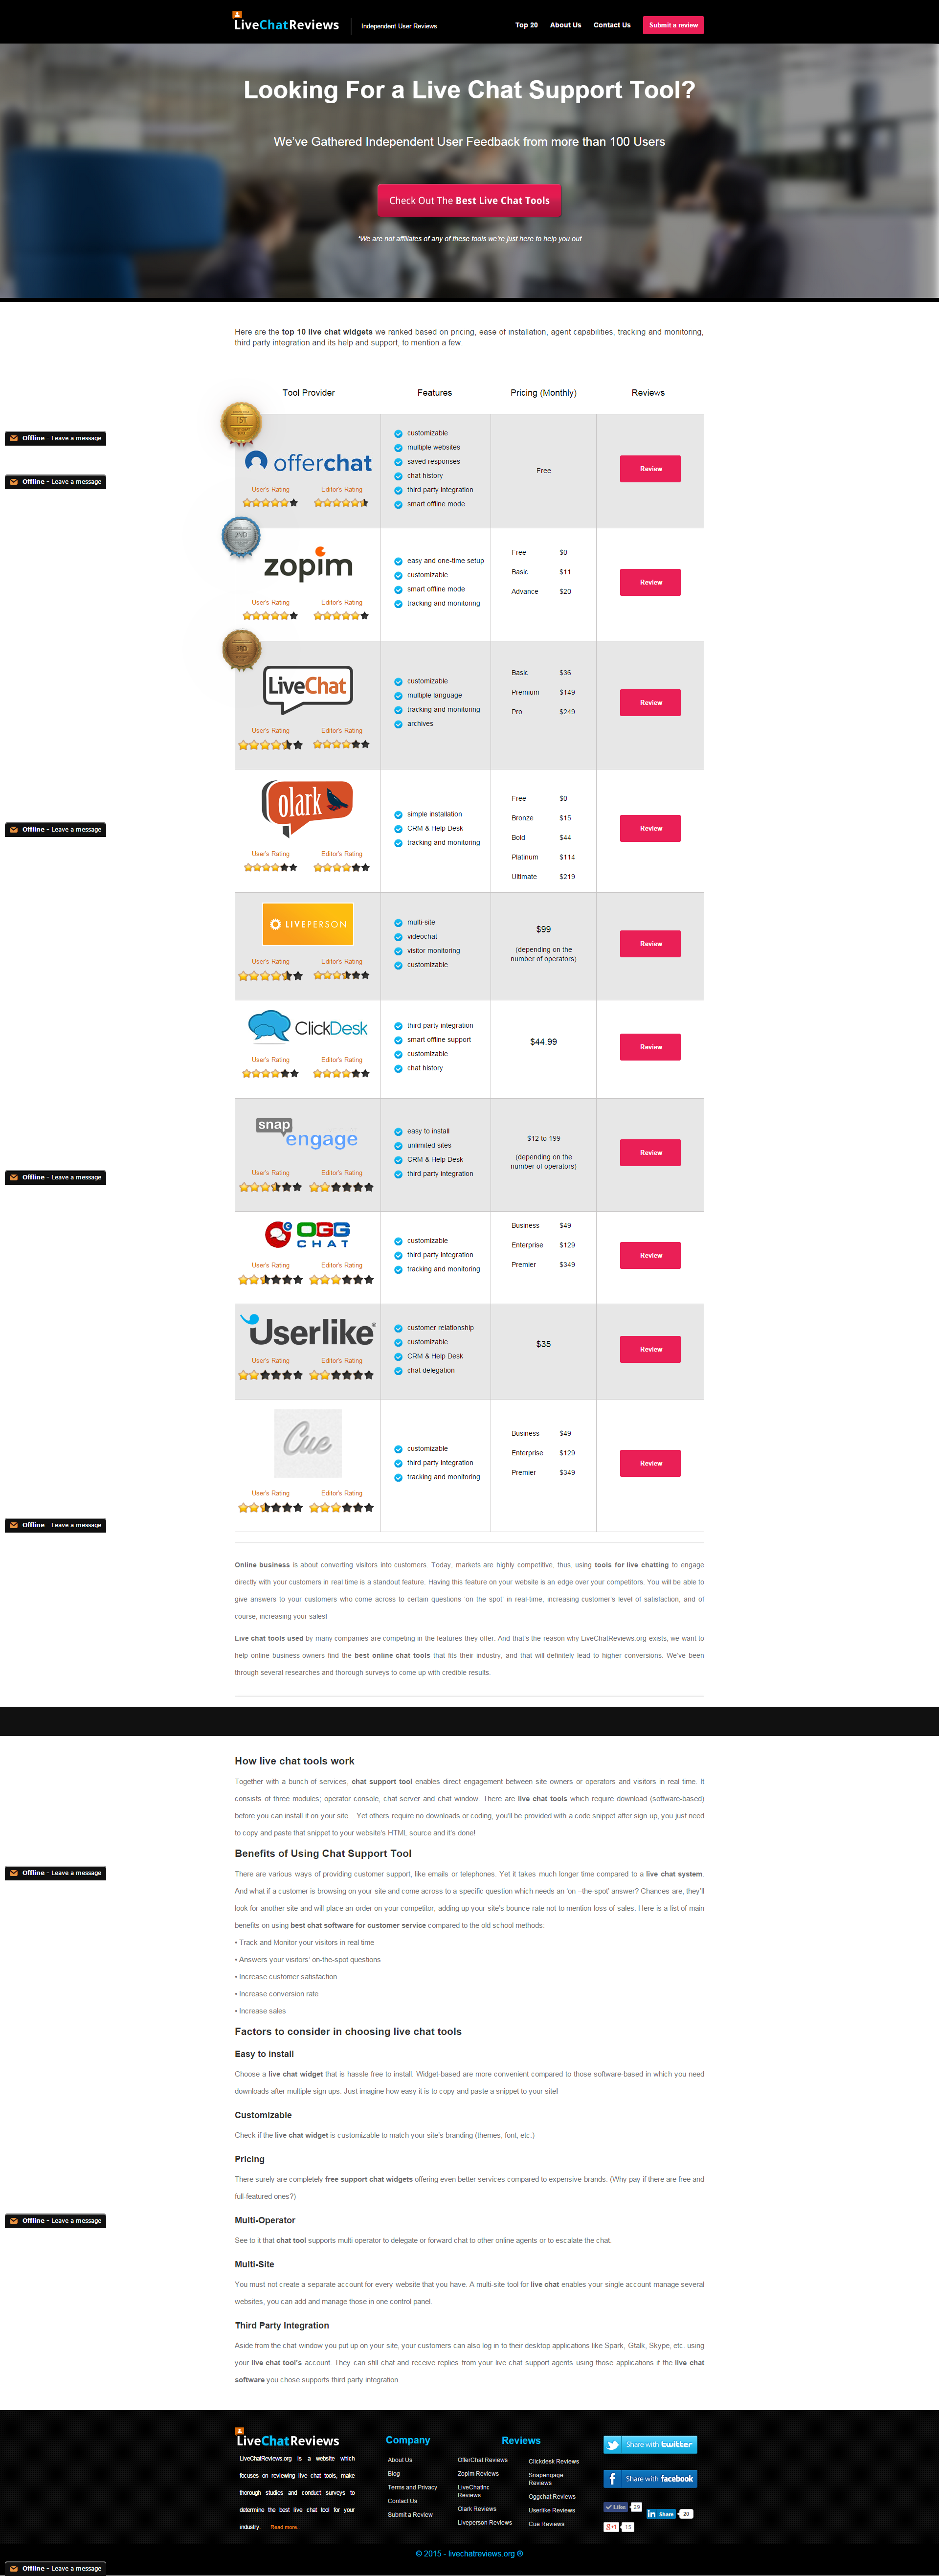 LiveChatReviews
Independent User Reviews
Top 20
About Us
Contact Us
Submit a review
Looking For a Live Chat Support Tool?
We've Gathered Independent User Feedback from more than 100 Users
Check Out The Best Live Chat Tools
*We are not affiliates of any of these tools we're just here to help you out
Here are the top 10 live chat widgets we ranked based on pricing, ease of installation, agent capabilities, tracking and monitoring,
third party integration and its help and support, to mention a few.
Tool Provider
Features
Pricing (Monthly)
Reviews
Offline - Leave a message
Offline - Leave a message
1ST
offerchat
User's Rating
Editor's Rating
customizable
multiple websites
saved responses
chat history
third party integration
smart offline mode
Free
Review
2ND
zopim
User's Rating
Editor's Rating
easy and one-time setup
customizable
smart offline mode
tracking and monitoring
Free $0
Basic $11
Advance $20
Review
3RD
LiveChat
User's Rating
Editor's Rating
customizable
multiple language
tracking and monitoring
archives
Basic $36
Premium $149
Pro $249
Review
Offline - Leave a message
olark
User's Rating
Editor's Rating
simple installation
CRM & Help Desk
tracking and monitoring
Free $0
Bronze $15
Bold $44
Platinum $114
Ultimate $219
Review
LIVEPERSON
User's Rating
Editor's Rating
multi-site
videochat
visitor monitoring
customizable
$99
(depending on the
number of operators)
Review
ClickDesk
User's Rating
Editor's Rating
third party integration
smart offline support
customizable
chat history
$44.99
Review
Offline - Leave a message
snap
engage
User's Rating
Editor's Rating
easy to install
unlimited sites
CRM & Help Desk
third party integration
$12 to 199
(depending on the
number of operators)
Review
OGG
CHAT
User's Rating
Editor's Rating
customizable
third party integration
tracking and monitoring
Business $49
Enterprise $129
Premier $349
Review
Userlike®
User's Rating
Editor's Rating
customer relationship
customizable
CRM & Help Desk
chat delegation
$35
Review
Cue
User's Rating
Editor's Rating
customizable
third party integration
tracking and monitoring
Business $49
Enterprise $129
Premier $349
Review
Offline - Leave a message
Online business is about converting visitors into customers. Today, markets are highly competitive, thus, using tools for live chatting to engage
directly with your customers in real time is a standout feature. Having this feature on your website is an edge over your competitors. You will be able to
give answers to your customers who come across to certain questions 'on the spot' in real-time, increasing customer's level of satisfaction, and of
course, increasing your sales!
Live chat tools used by many companies are competing in the features they offer. And that's the reason why LiveChatReviews.org exists, we want to
help online business owners find the best online chat tools that fits their industry, and that will definitely lead to higher conversions. We've been
through several researches and thorough surveys to come up with credible results.
How live chat tools work
Together with a bunch of services, chat support tool enables direct engagement between site owners or operators and visitors in real time. It
consists of three modules; operator console, chat server and chat window. There are live chat tools which require download (software-based)
before you can install it on your site. . Yet others require no downloads or coding, you'll be provided with a code snippet after sign up, you just need
to copy and paste that snippet to your website's HTML source and it's done!
Benefits of Using Chat Support Tool
There are various ways of providing customer support, like emails or telephones. Yet it takes much longer time compared to a live chat system.
Offline - Leave a message
And what if a customer is browsing on your site and come across to a specific question which needs an 'on –the-spot' answer? Chances are, they'll
look for another site and will place an order on your competitor, adding up your site's bounce rate not to mention loss of sales. Here is a list of main
benefits on using best chat software for customer service compared to the old school methods:
• Track and Monitor your visitors in real time
• Answers your visitors' on-the-spot questions
• Increase customer satisfaction
• Increase conversion rate
• Increase sales
Factors to consider in choosing live chat tools
Easy to install
Choose a live chat widget that is hassle free to install. Widget-based are more convenient compared to those software-based in which you need
downloads after multiple sign ups. Just imagine how easy it is to copy and paste a snippet to your site!
Customizable
Check if the live chat widget is customizable to match your site's branding (themes, font, etc.)
Pricing
There surely are completely free support chat widgets offering even better services compared to expensive brands. (Why pay if there are free and
full-featured ones?)
Multi-Operator
Offline - Leave a message
See to it that chat tool supports multi operator to delegate or forward chat to other online agents or to escalate the chat.
Multi-Site
You must not create a separate account for every website that you have. A multi-site tool for live chat enables your single account manage several
websites, you can add and manage those in one control panel.
Third Party Integration
Aside from the chat window you put up on your site, your customers can also log in to their desktop applications like Spark, Gtalk, Skype, etc. using
your live chat tool's account. They can still chat and receive replies from your live chat support agents using those applications if the live chat
software you chose supports third party integration.
LiveChatReviews
LiveChatReviews.org is a website which
focuses on reviewing live chat tools, make
thorough studies and conduct surveys to
determine the best live chat tool for your
industry. Read more.
Company
About Us
Blog
Terms and Privacy
Contact Us
Submit a Review
Reviews
OfferChat Reviews
Zopim Reviews
LiveChatinc
Reviews
Olark Reviews
Liveperson Reviews
Clickdesk Reviews
Snapengage
Reviews
Oggchat Reviews
Userlike Reviews
Cue Reviews
Share with twitter
Share with facebook
Like 29
Share 20
g+1 15
© 2015 - livechatreviews.org ®
Offline - Leave a message